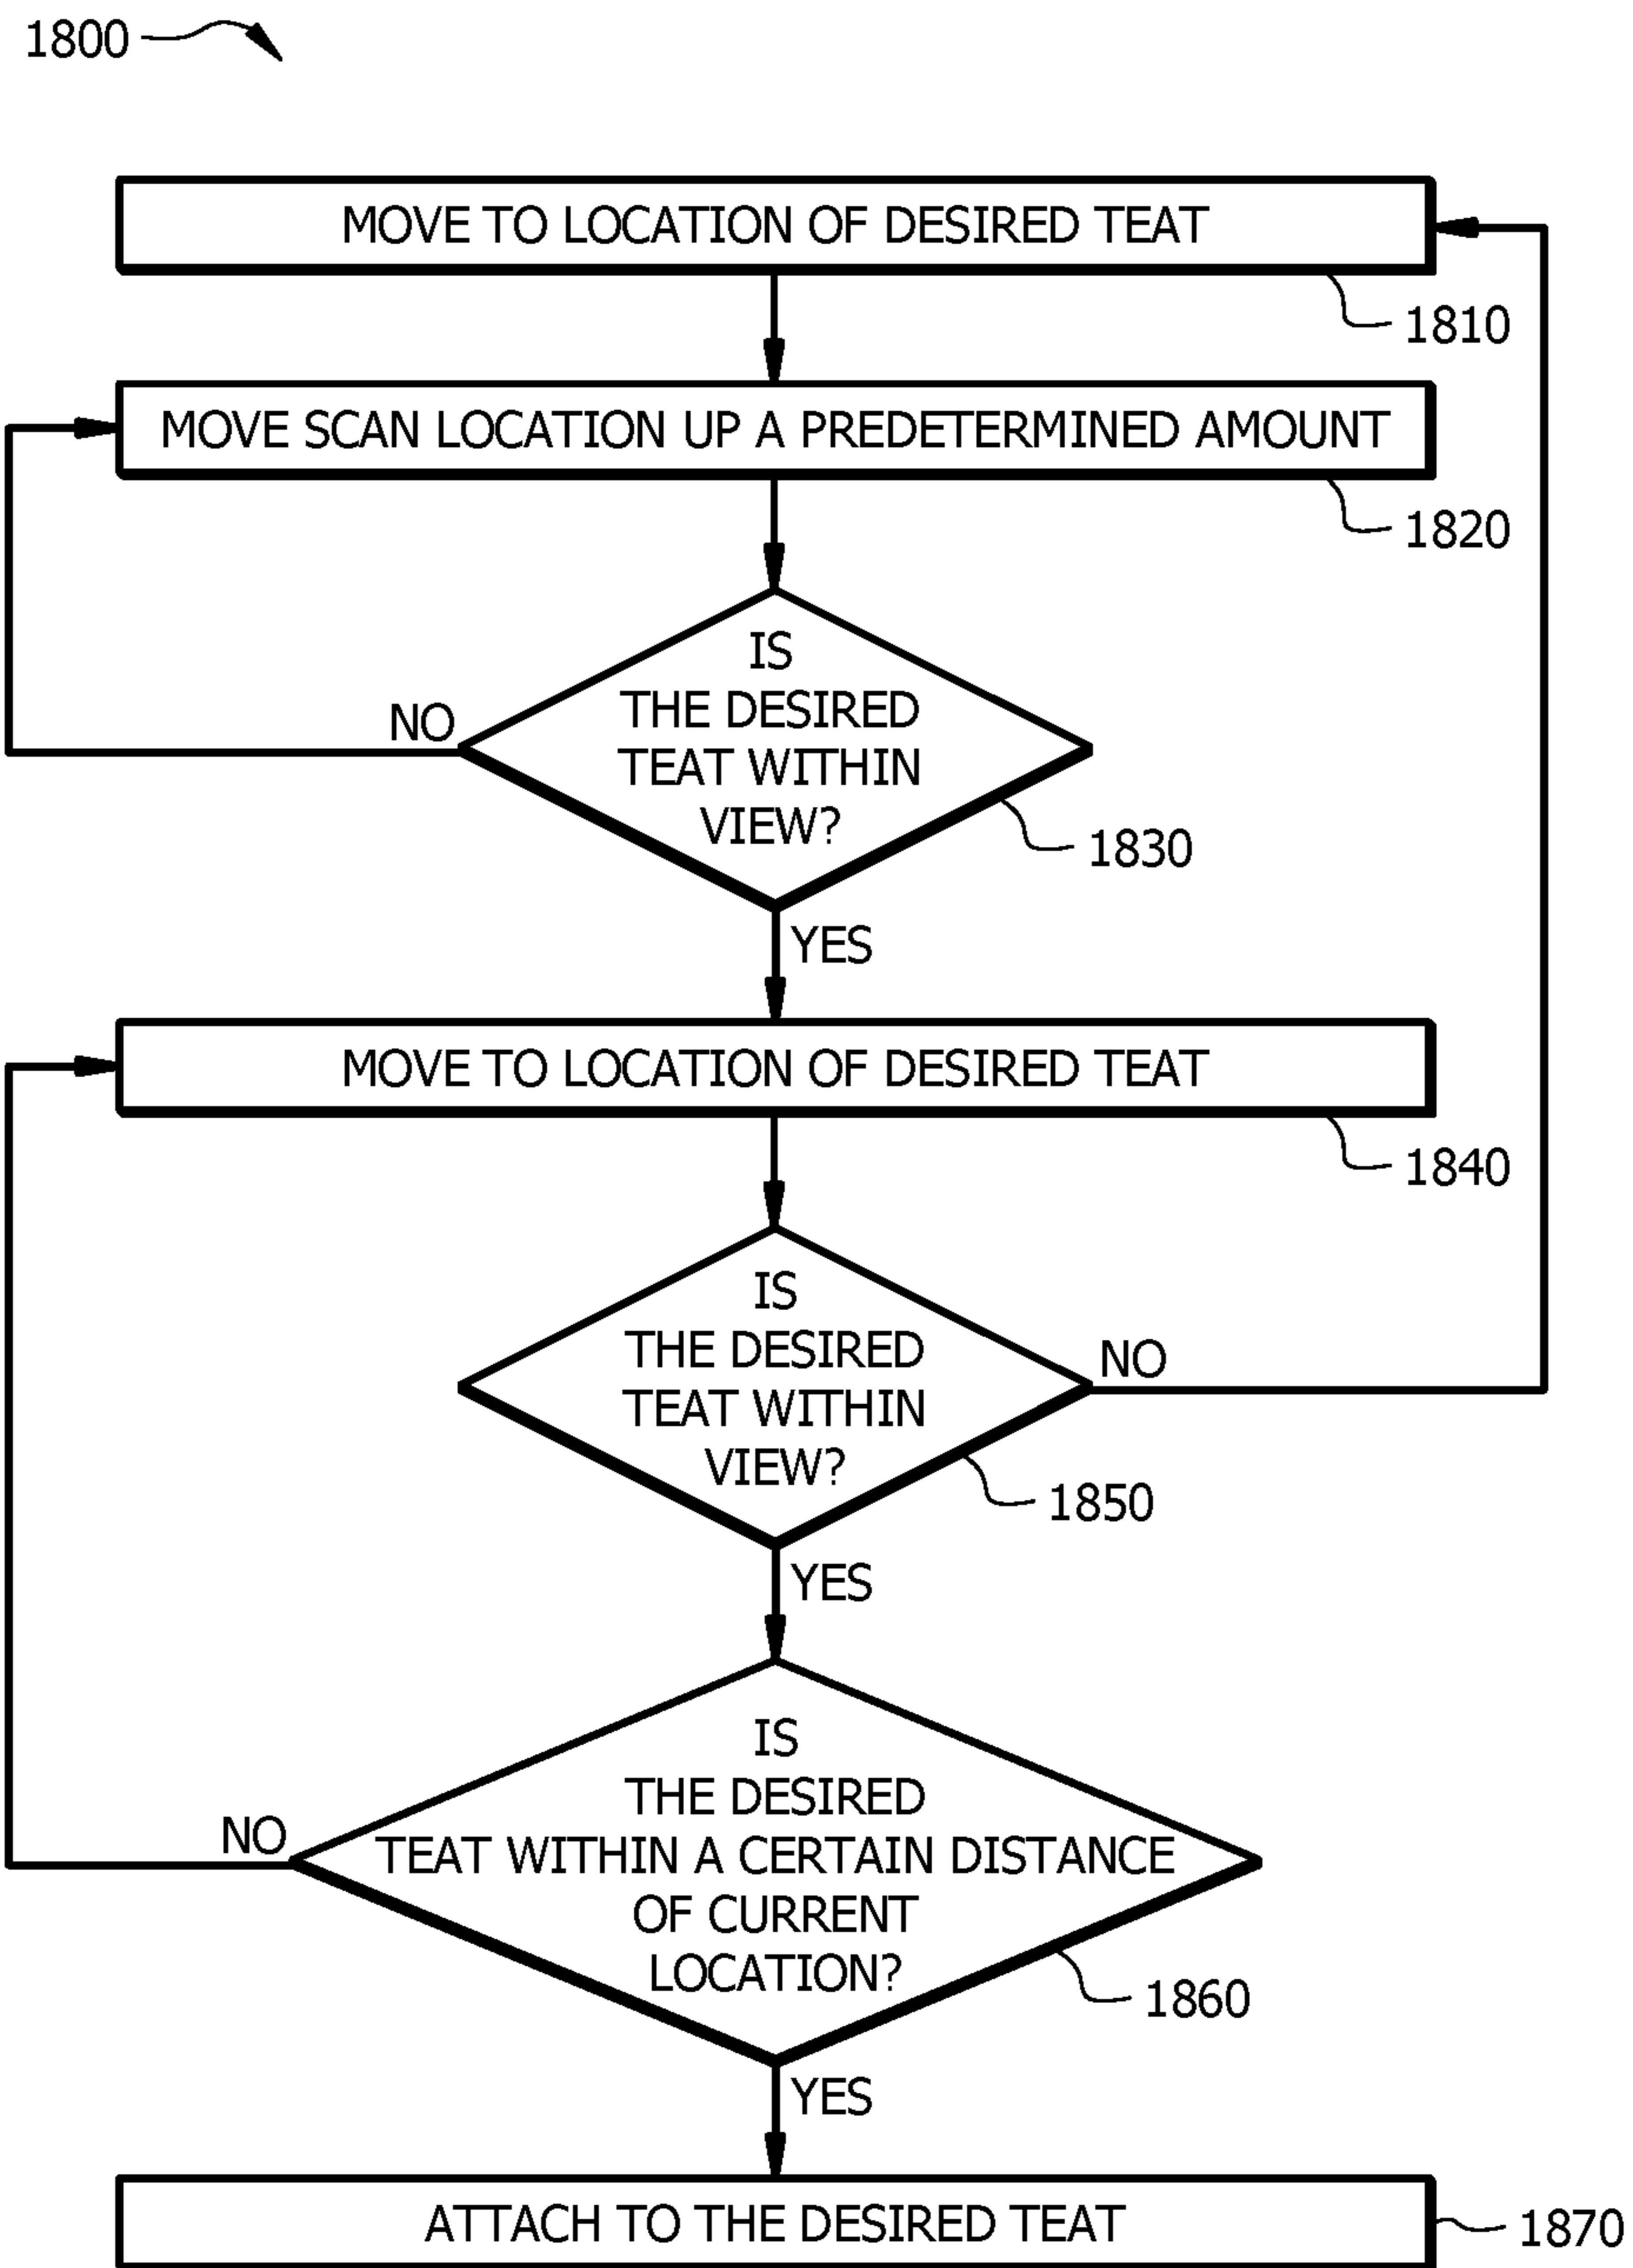 1800
MOVE TO LOCATION OF DESIRED TEAT
1810
MOVE SCAN LOCATION UP A PREDETERMINED AMOUNT
1820
IS
THE DESIRED
TEAT WITHIN
VIEW?
NO
1830
YES
MOVE TO LOCATION OF DESIRED TEAT
1840
IS
THE DESIRED
TEAT WITHIN
VIEW?
NO
1850
YES
IS
THE DESIRED
TEAT WITHIN A CERTAIN DISTANCE
OF CURRENT
LOCATION?
NO
1860
YES
ATTACH TO THE DESIRED TEAT
1870